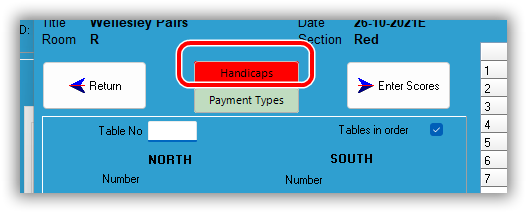 Title Wellesley Pairs Date 26-10-2021E
D: Room R Section Red
Handicaps
Return Payment Types Enter Scores
Table No Tables in order
NORTH SOUTH
Number Number
1
2
3
4
5
6
7